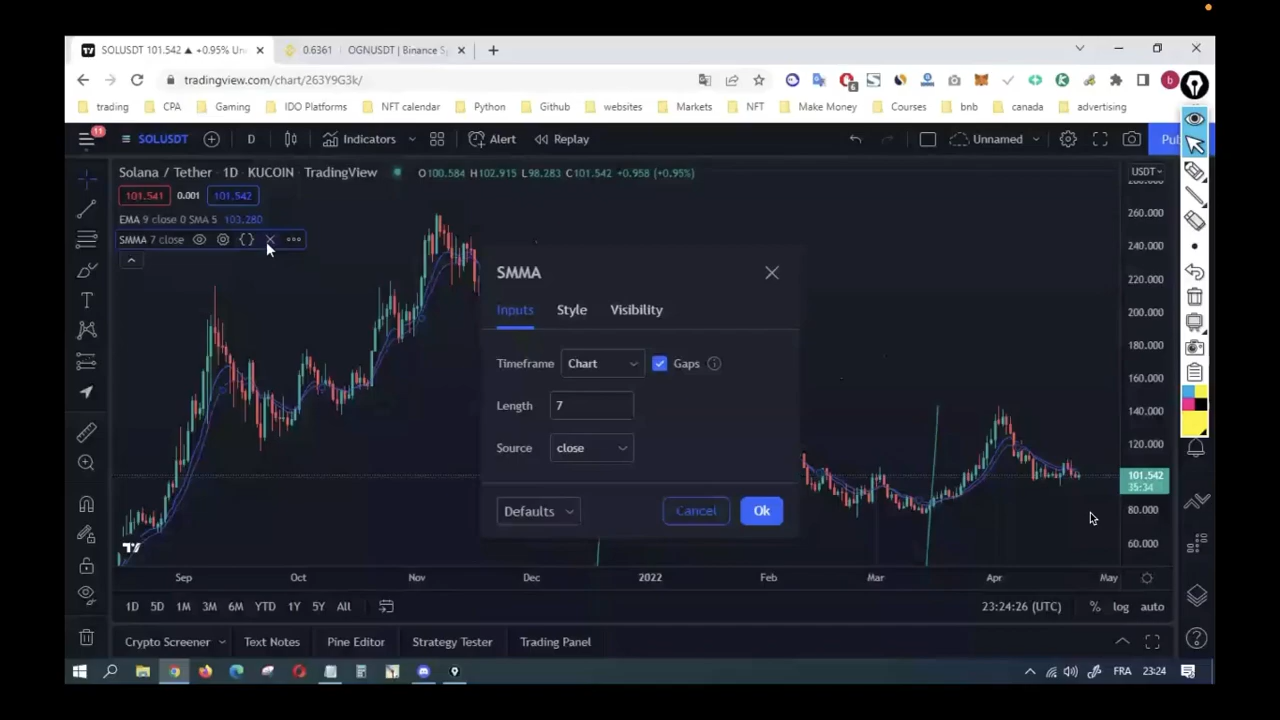 SOLUSDT 101.542 ▲ +0.95% Un
0.6361 OGNUSDT | Binance S
tradingview.com/chart/263Y9G3k/
trading CPA Gaming IDO Platforms NFT calendar Python Github websites Markets NFT Make Money Courses bnb canada advertising
11 SOLUSDT D Indicators Alert Replay Unnamed Pu
Solana / Tether · 1D · KUCOIN · TradingView O100.584 H102.915 L98.283 C101.542 +0.958 (+0.95%) USDT
101.541 0.001 101.542
EMA 9 close 0 SMA 5 103.280
SMMA 7 close
280.000
260.000
240.000
220.000
200.000
180.000
160.000
140.000
120.000
101.542
35:34
80.000
60.000
SMMA
Inputs Style Visibility
Timeframe Chart Gaps
Length 7
Source close
Defaults Cancel Ok
Sep Oct Nov Dec 2022 Feb Mar Apr May
1D 5D 1M 3M 6M YTD 1Y 5Y All 23:24:26 (UTC) % log auto
Crypto Screener Text Notes Pine Editor Strategy Tester Trading Panel
FRA 23:24